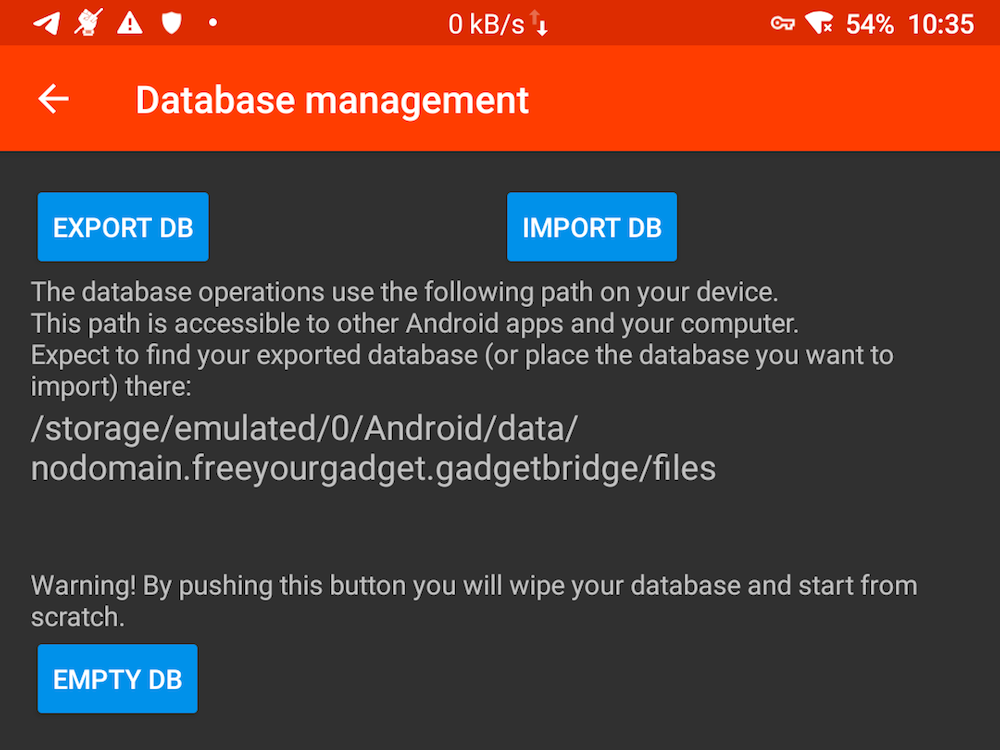 0 kB/s 54% 10:35
Database management
EXPORT DB IMPORT DB
The database operations use the following path on your device.
This path is accessible to other Android apps and your computer.
Expect to find your exported database (or place the database you want to
import) there:
/storage/emulated/0/Android/data/
nodomain.freeyourgadget.gadgetbridge/files
Warning! By pushing this button you will wipe your database and start from
scratch.
EMPTY DB